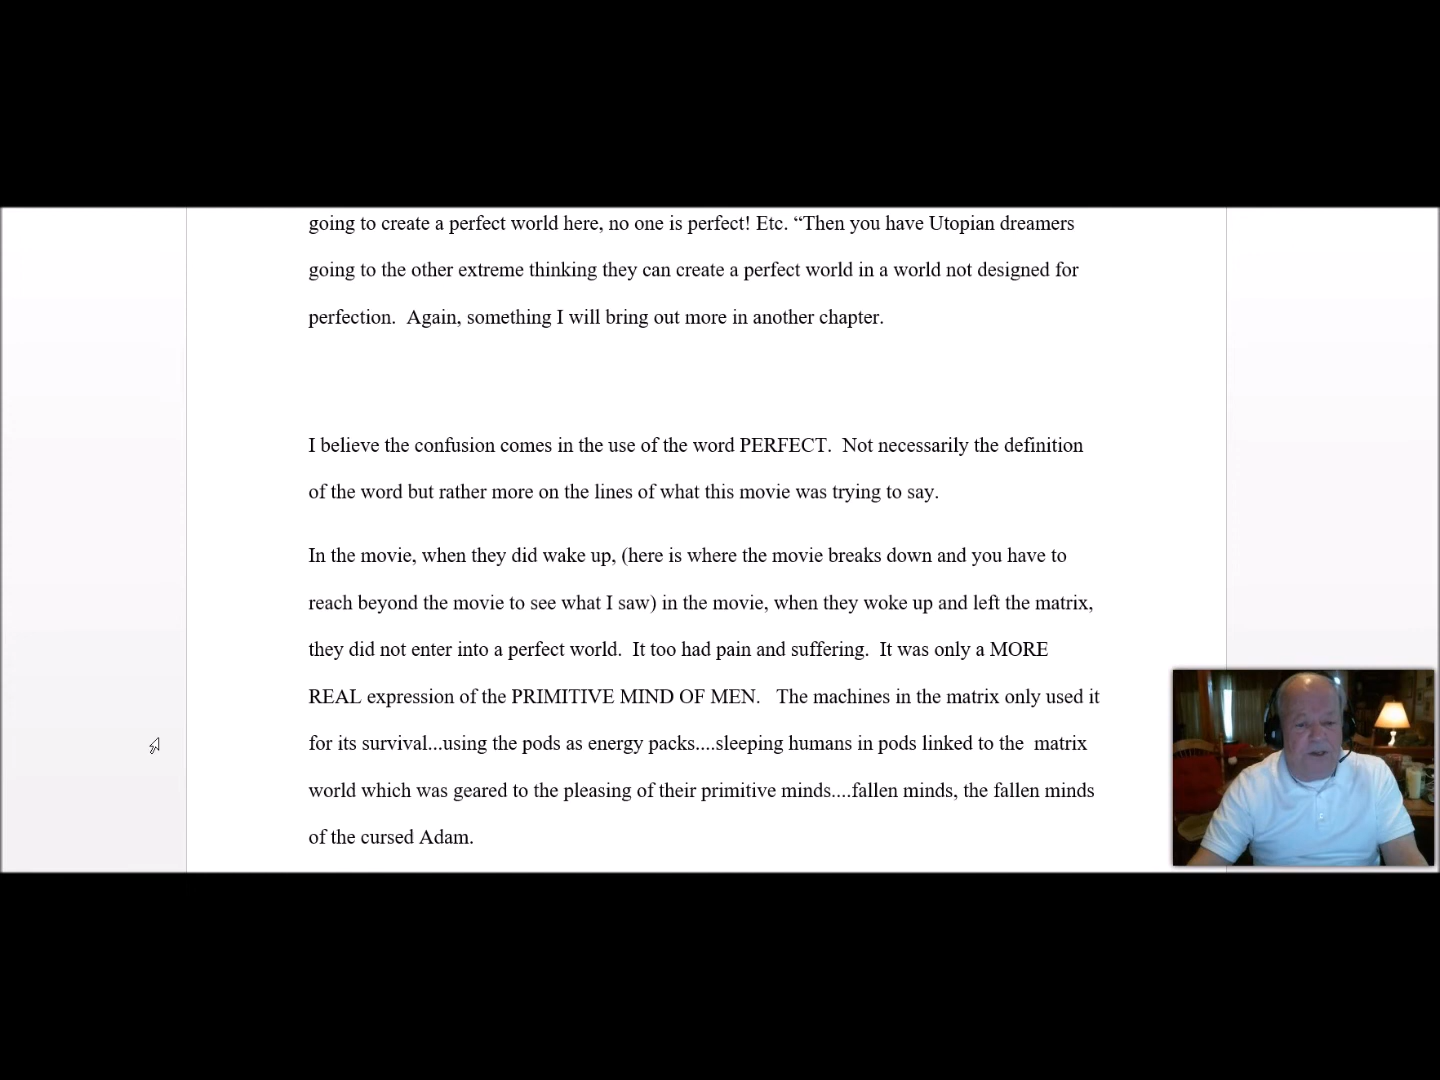 going to create a perfect world here, no one is perfect! Etc. “Then you have Utopian dreamers
going to the other extreme thinking they can create a perfect world in a world not designed for
perfection.  Again, something I will bring out more in another chapter.
I believe the confusion comes in the use of the word PERFECT.  Not necessarily the definition
of the word but rather more on the lines of what this movie was trying to say.
In the movie, when they did wake up, (here is where the movie breaks down and you have to
reach beyond the movie to see what I saw) in the movie, when they woke up and left the matrix,
they did not enter into a perfect world.  It too had pain and suffering.  It was only a MORE
REAL expression of the PRIMITIVE MIND OF MEN.   The machines in the matrix only used it
for its survival...using the pods as energy packs....sleeping humans in pods linked to the  matrix
world which was geared to the pleasing of their primitive minds....fallen minds, the fallen minds
of the cursed Adam.